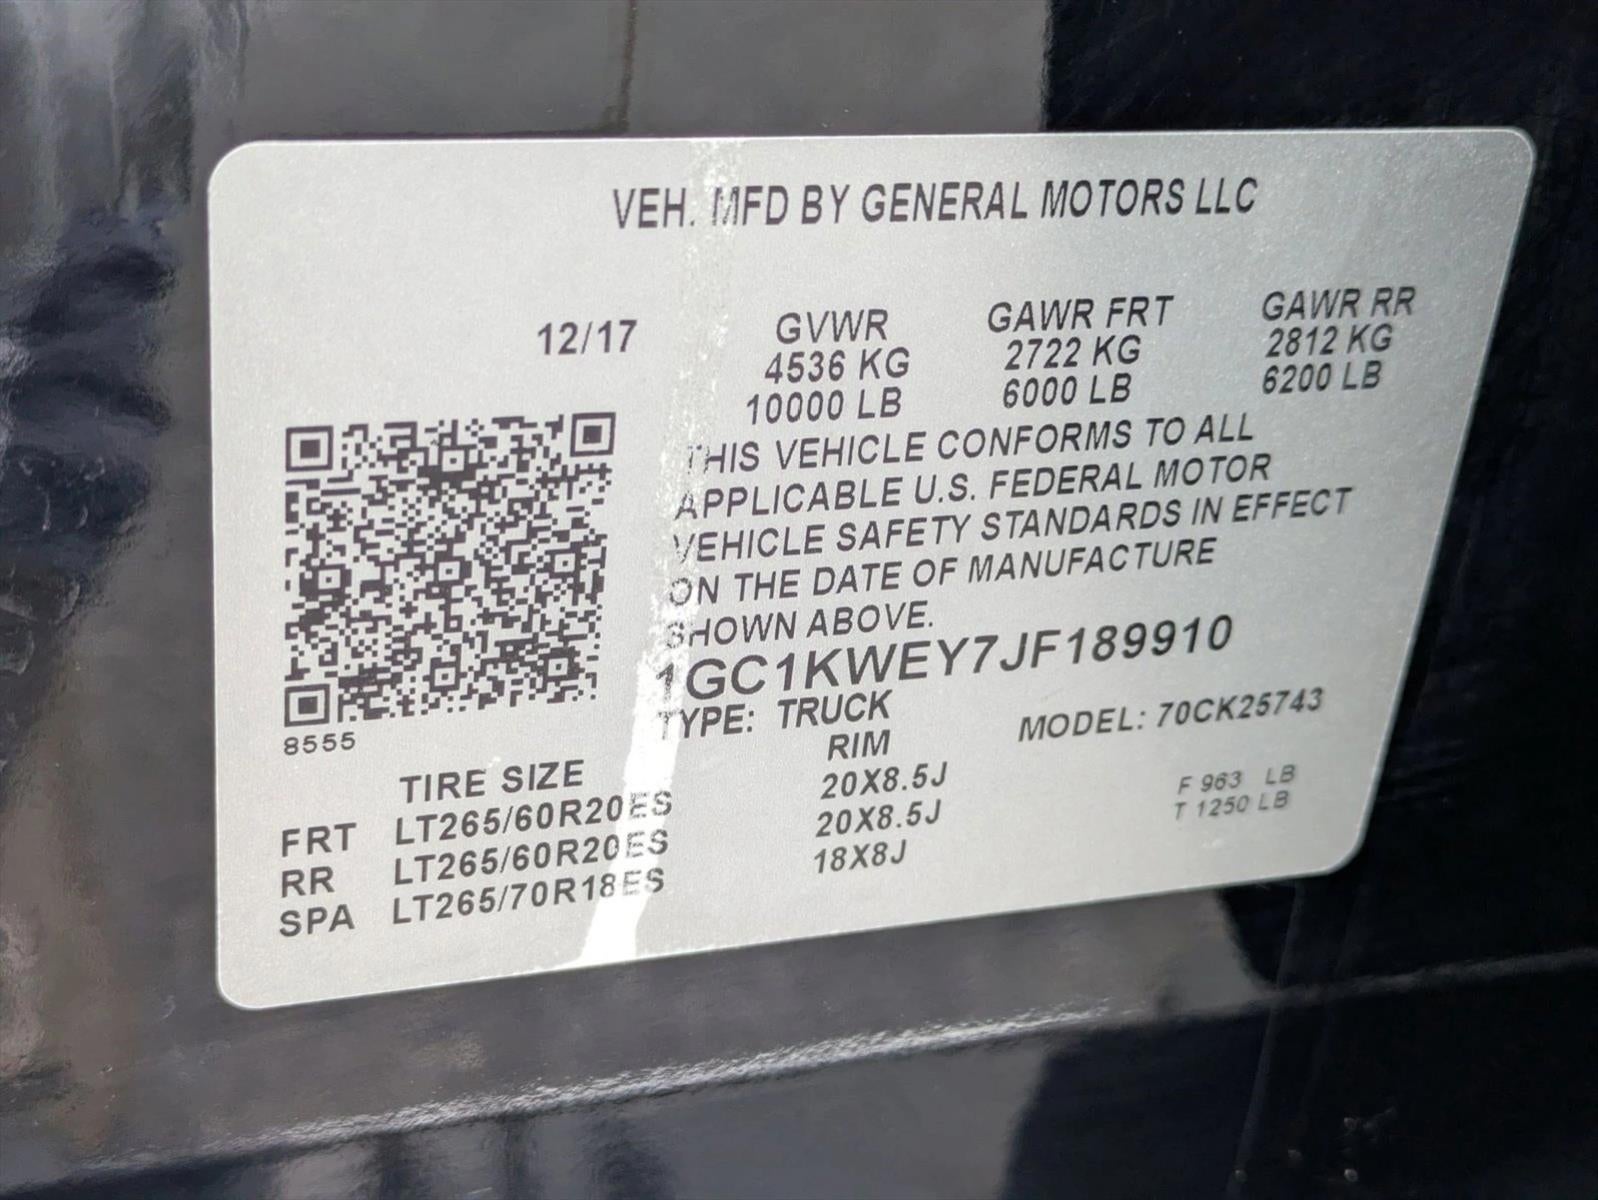 VEH. MFD BY GENERAL MOTORS LLC
12/17
GVWR
4536 KG
10000 LB
GAWR FRT
2722 KG
6000 LB
GAWR RR
2812 KG
6200 LB
THIS VEHICLE CONFORMS TO ALL
APPLICABLE U.S. FEDERAL MOTOR
VEHICLE SAFETY STANDARDS IN EFFECT
ON THE DATE OF MANUFACTURE
SHOWN ABOVE.
1GC1KWEY7JF189910
TYPE: TRUCK
MODEL: 70CK25743
8555
TIRE SIZE RIM
FRT LT265/60R20ES 20X8.5J
RR LT265/60R20ES 20X8.5J
SPA LT265/70R18ES 18X8J
F 963 LB
T 1250 LB